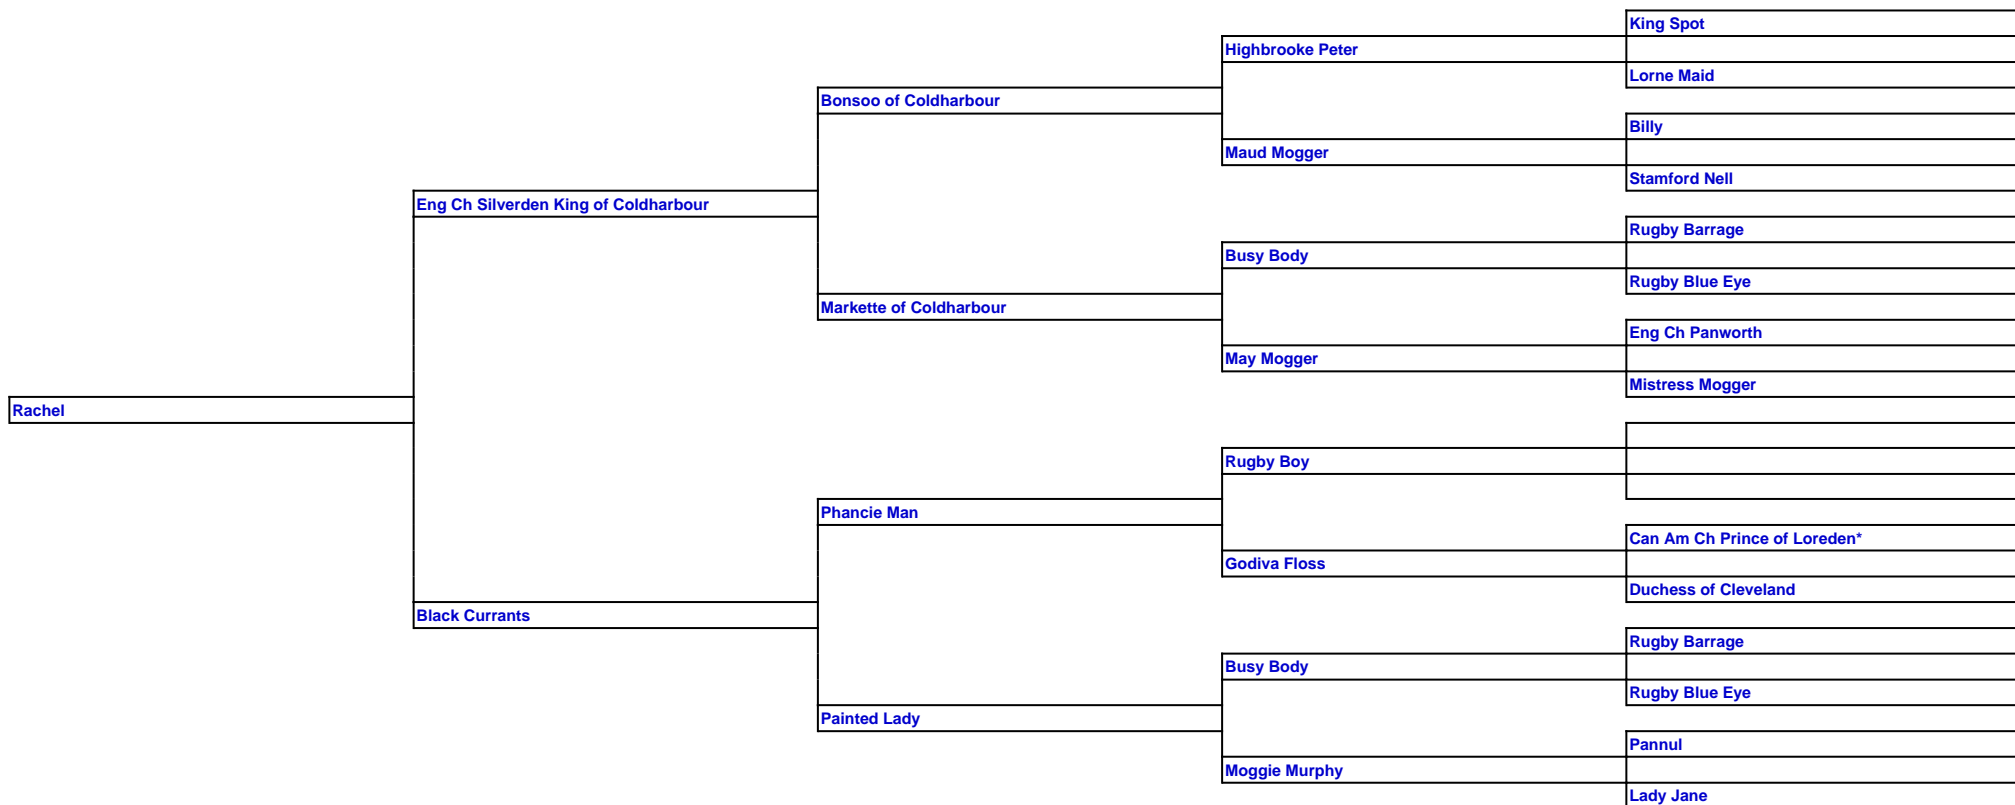 King Spot
Highbrooke Peter
Lorne Maid
Bonsoo of Coldharbour
Billy
Maud Mogger
Stamford Nell
Eng Ch Silverden King of Coldharbour
Rugby Barrage
Busy Body
Rugby Blue Eye
Markette of Coldharbour
Eng Ch Panworth
May Mogger
Mistress Mogger
Rachel
Rugby Boy
Phancie Man
Can Am Ch Prince of Loreden*
Godiva Floss
Duchess of Cleveland
Black Currants
Rugby Barrage
Busy Body
Rugby Blue Eye
Painted Lady
Pannul
Moggie Murphy
Lady Jane